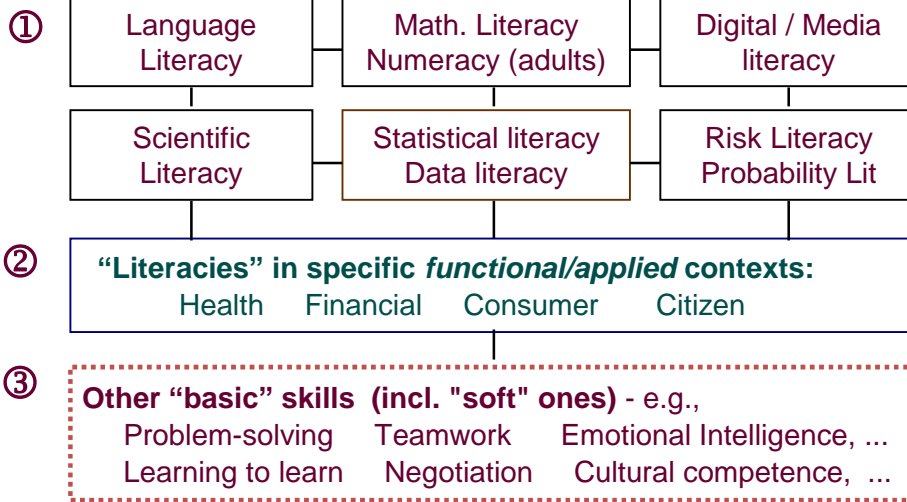 ①
Language
Literacy
Math. Literacy
Numeracy (adults)
Digital / Media
literacy
Scientific
Literacy
Statistical literacy
Data literacy
Risk Literacy
Probability Lit
②
“Literacies” in specific functional/applied contexts:
Health Financial Consumer Citizen
③
Other “basic” skills (incl. "soft" ones) - e.g.,
Problem-solving Teamwork Emotional Intelligence, ...
Learning to learn Negotiation Cultural competence, ...